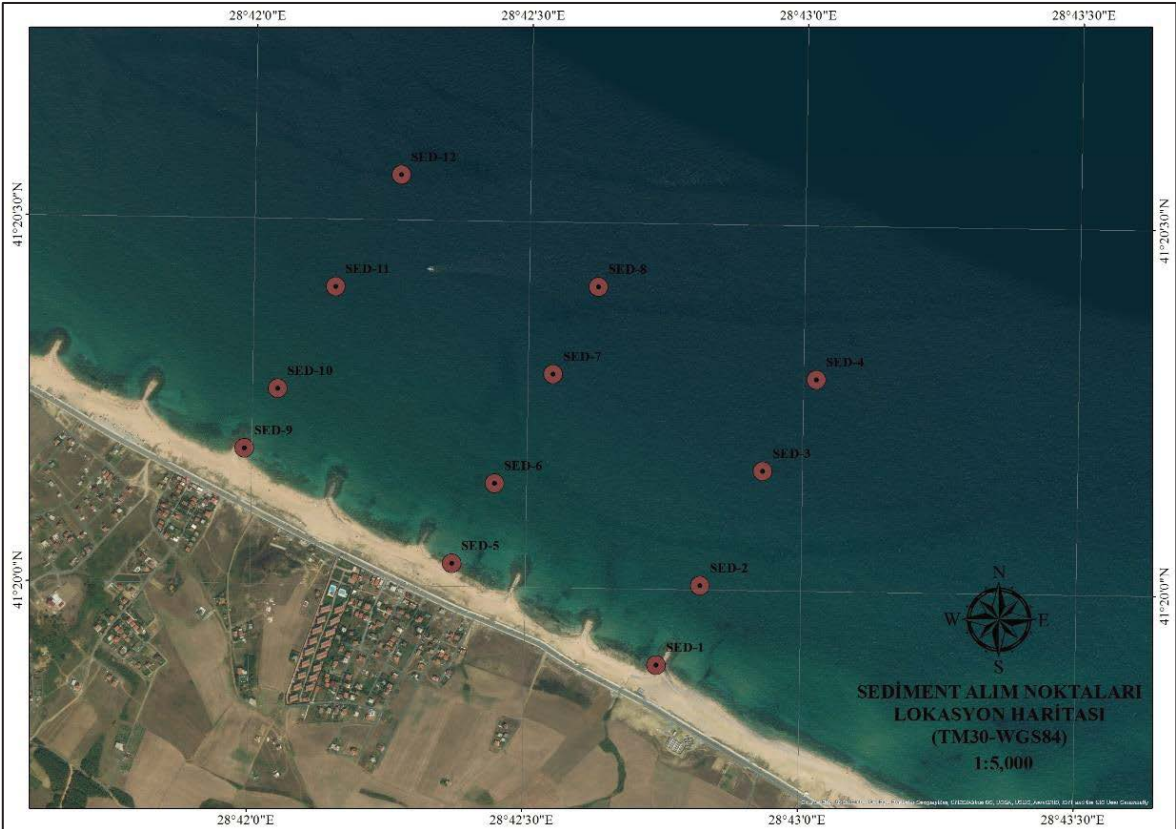 28°42'0"E
28°42'30"E
28°43'0"E
28°43'30"E
41°20'30"N
41°20'30"N
41°20'0"N
41°20'0"N
SED-12
SED-11
SED-8
SED-7
SED-4
SED-10
SED-9
SED-6
SED-3
SED-5
SED-2
SED-1
N
W
E
S
SEDİMENT ALIM NOKTALARI
LOKASYON HARİTASI
(TM30-WGS84)
1:5,000
28°42'0"E
28°42'30"E
28°43'0"E
28°43'30"E